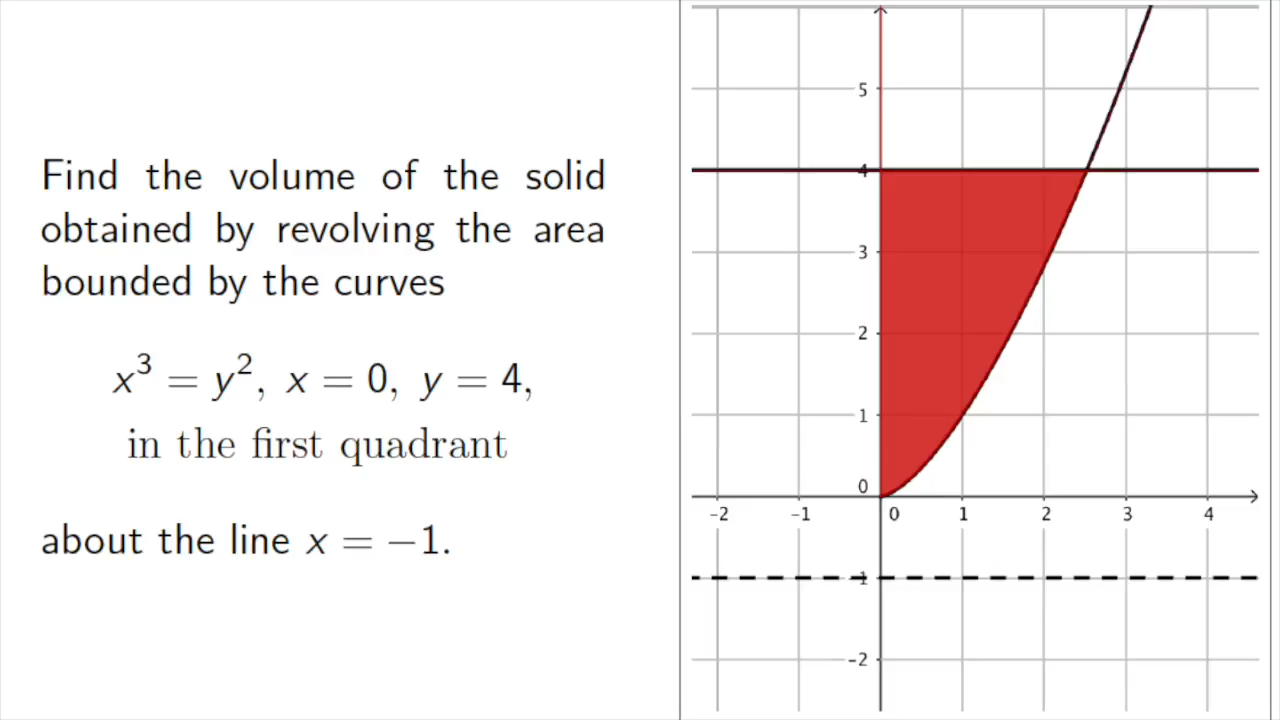 Find the volume of the solid
obtained by revolving the area
bounded by the curves
x³ = y², x = 0, y = 4,
in the first quadrant
about the line x = −1.
5
4
3
2
1
0
-2 -1 0 1 2 3 4
-1
-2